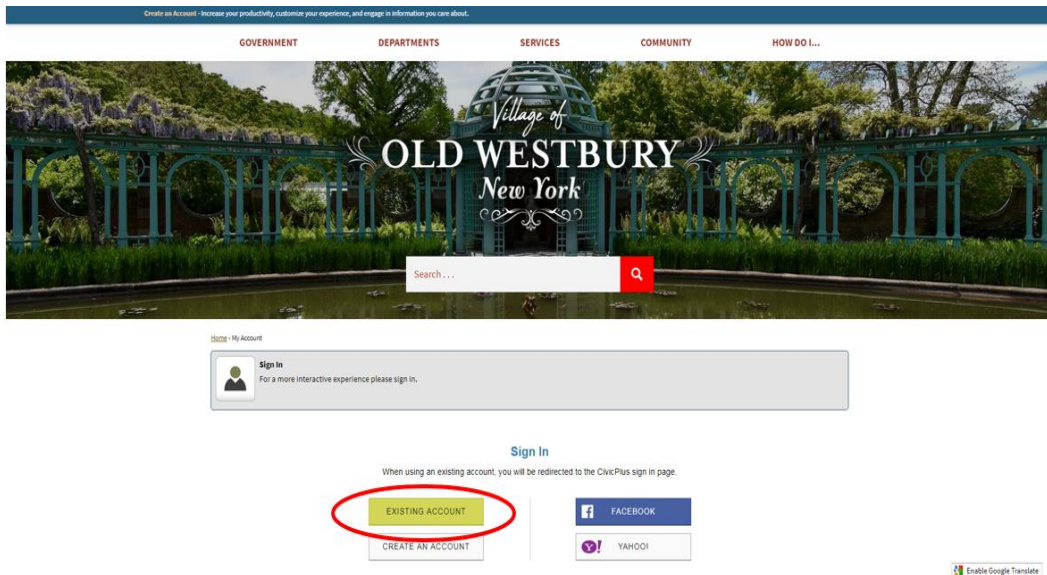 Create an Account - Increase your productivity, customize your experience, and engage in information you care about.
GOVERNMENT DEPARTMENTS SERVICES COMMUNITY HOW DO I...
Village of
OLD WESTBURY
New York
Search . . .
Home › My Account
Sign In
For a more interactive experience please sign in.
Sign In
When using an existing account, you will be redirected to the CivicPlus sign in page.
EXISTING ACCOUNT
CREATE AN ACCOUNT
f FACEBOOK
Y! YAHOO!
Enable Google Translate